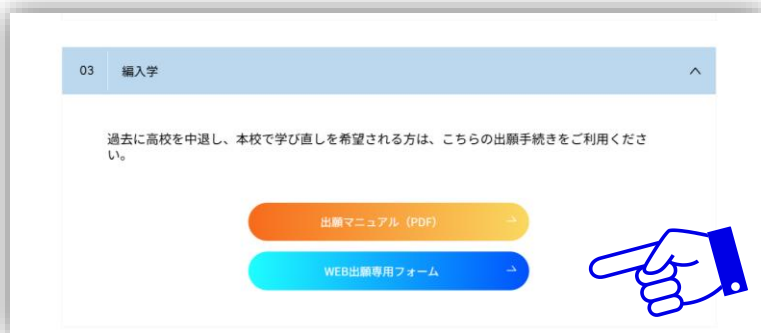 03 編入学
過去に高校を中退し、本校で学び直しを希望される方は、こちらの出願手続きをご利用くださ
い。
出願マニュアル（PDF）
WEB出願専用フォーム